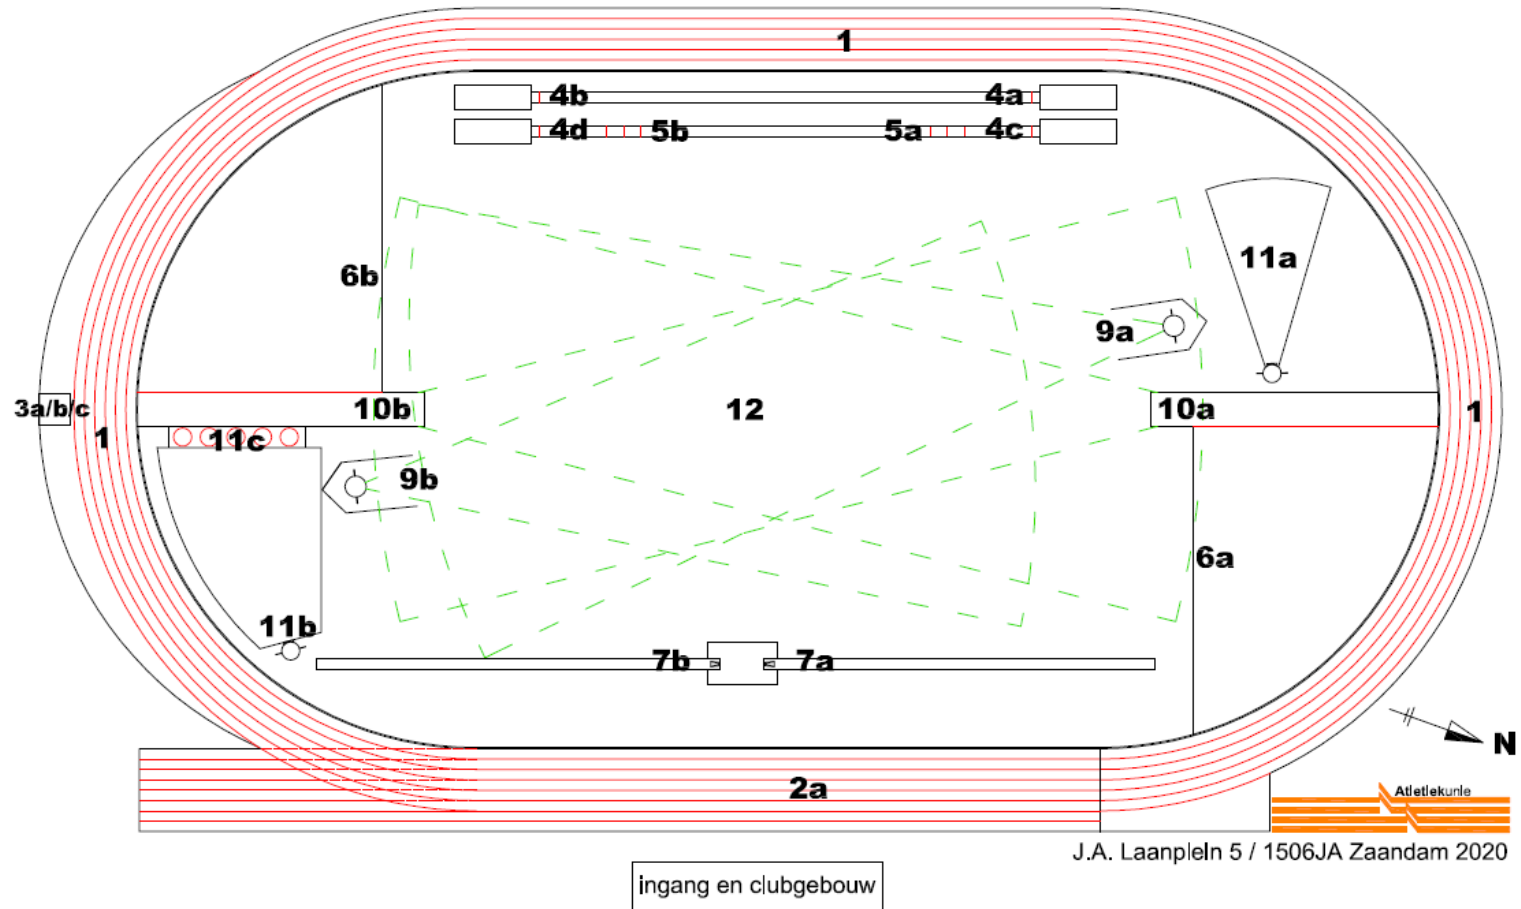 1
4b
4a
4d
5b
5a
4c
11a
6b
9a
3a/b/c
10b
12
10a
1
1
11c
9b
6a
11b
7b
7a
N
2a
Atletiekunie
J.A. Laanplein 5 / 1506JA Zaandam 2020
ingang en clubgebouw